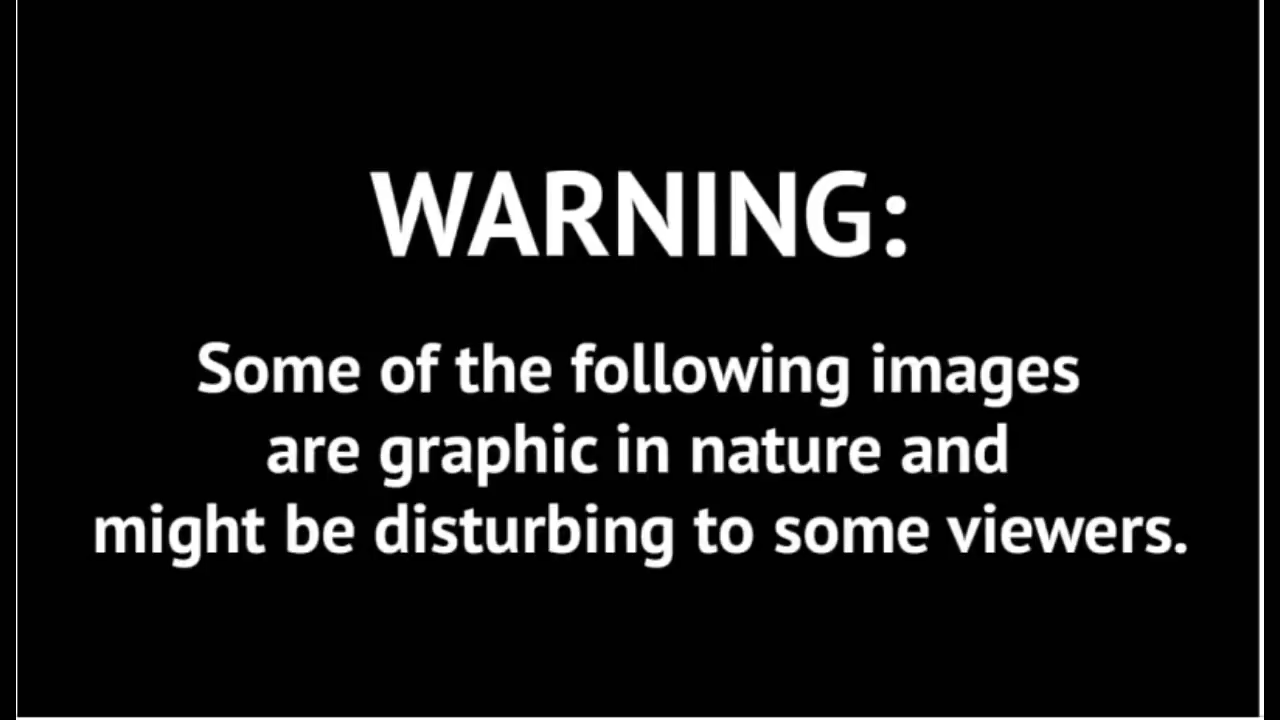 WARNING:
Some of the following images
are graphic in nature and
might be disturbing to some viewers.